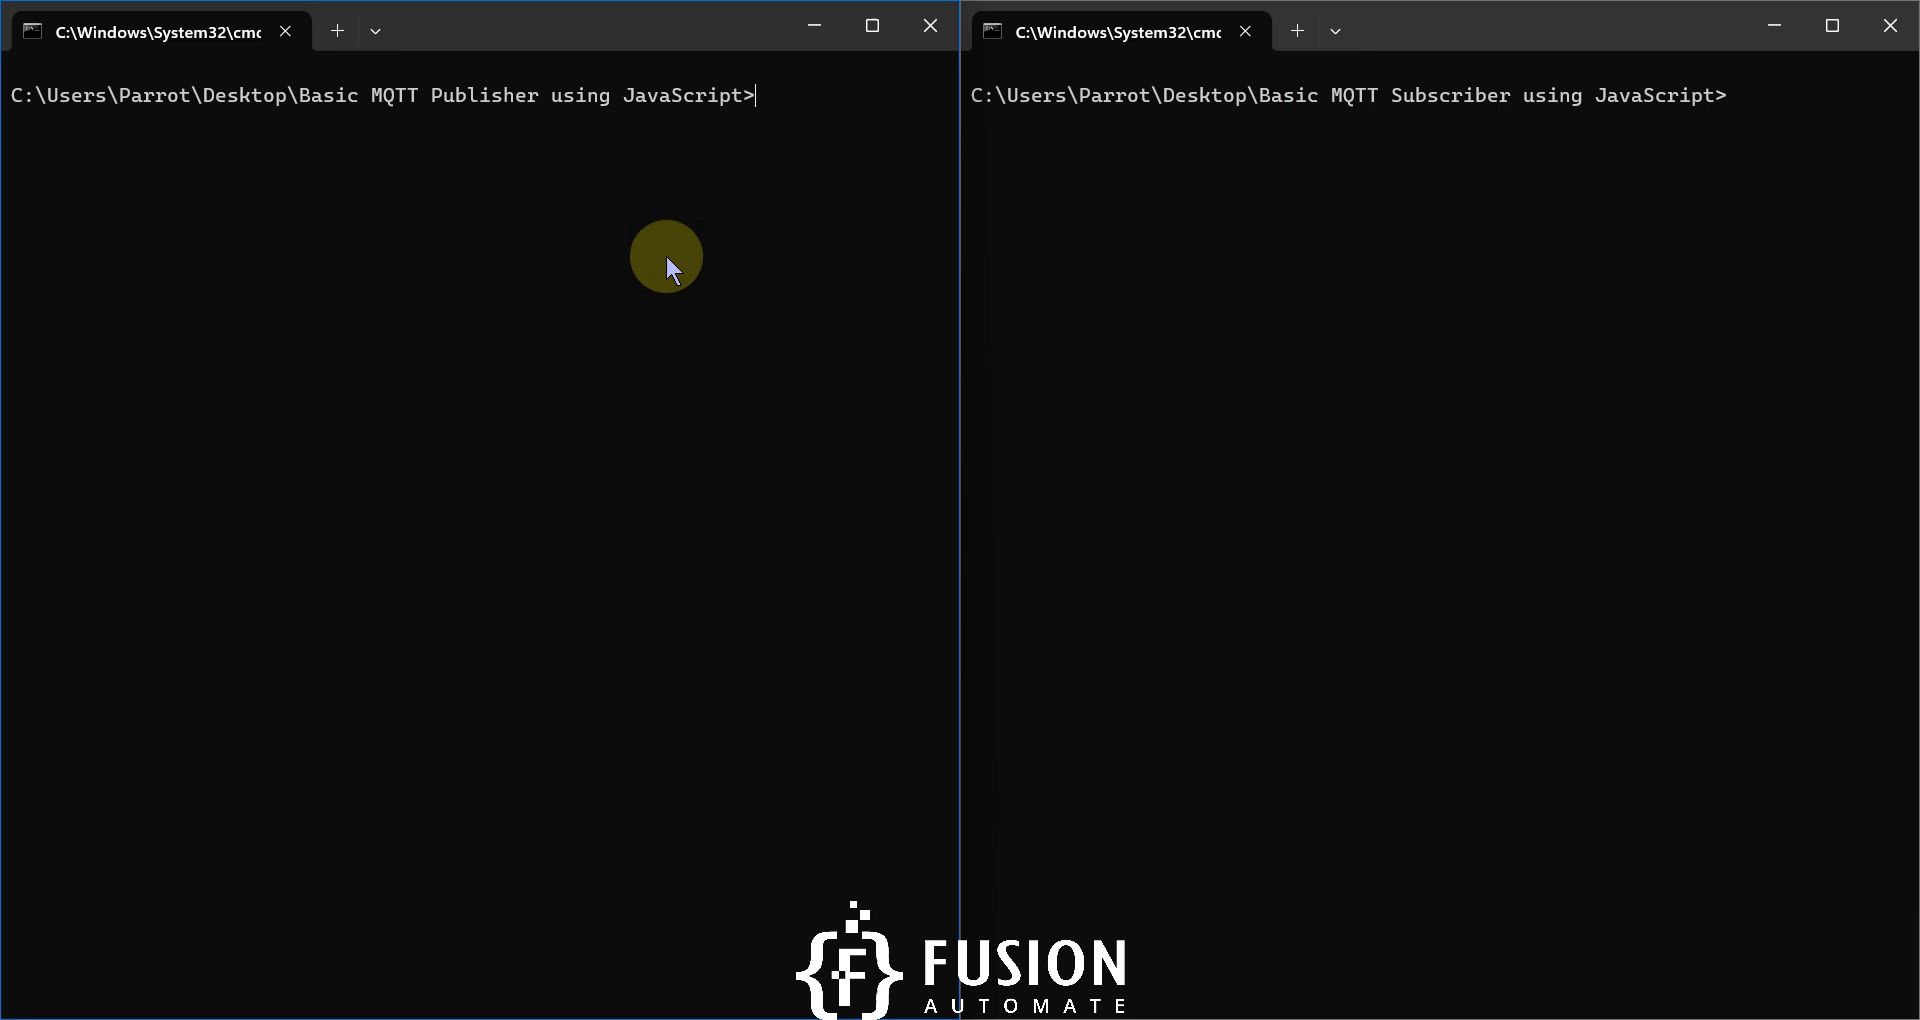 C:\Windows\System32\cmc
C:\Users\Parrot\Desktop\Basic MQTT Publisher using JavaScript>
C:\Windows\System32\cmc
C:\Users\Parrot\Desktop\Basic MQTT Subscriber using JavaScript>
{F} FUSION
AUTOMATE